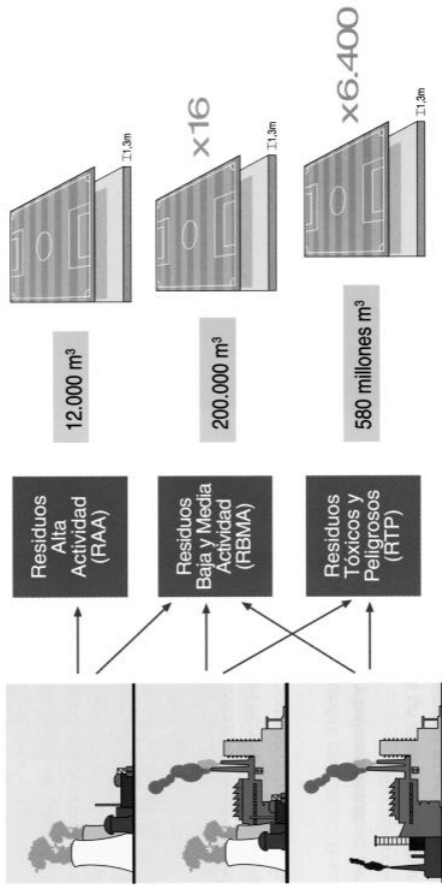 Residuos
Alta
Actividad
(RAA)
12.000 m³
1,3m
Residuos
Baja y Media
Actividad
(RBMA)
200.000 m³
x16
1,3m
Residuos
Tóxicos y
Peligrosos
(RTP)
580 millones m³
x6.400
1,3m